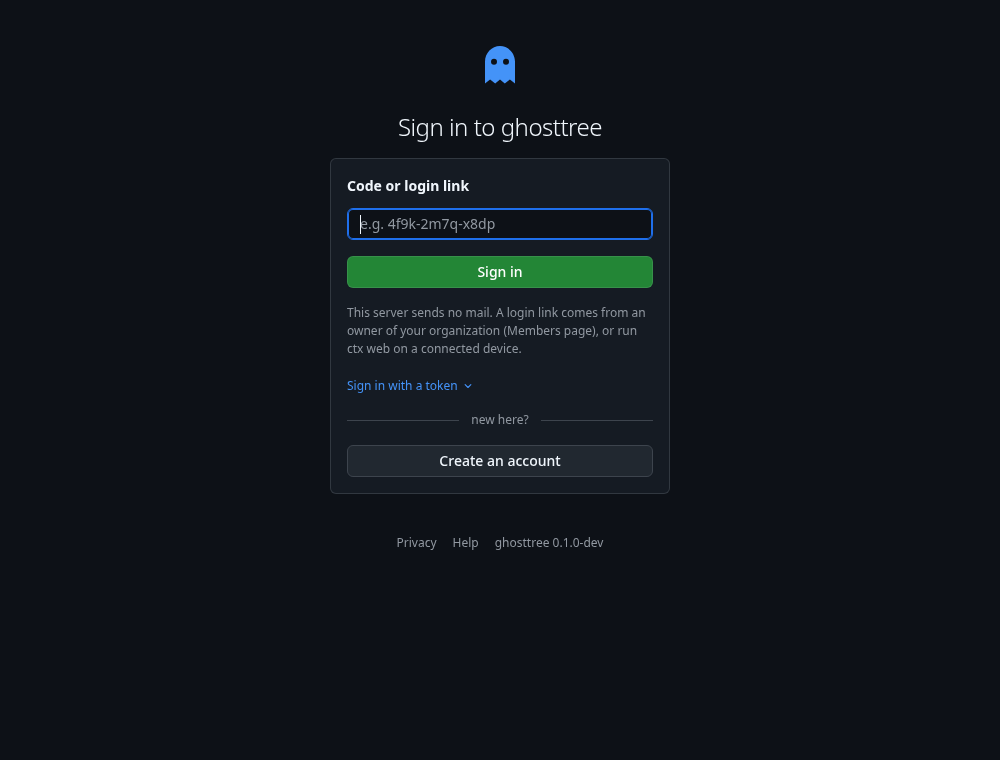 Sign in to ghosttree
Code or login link
e.g. 4f9k-2m7q-x8dp
Sign in
This server sends no mail. A login link comes from an
owner of your organization (Members page), or run
ctx web on a connected device.
Sign in with a token
new here?
Create an account
Privacy Help ghosttree 0.1.0-dev